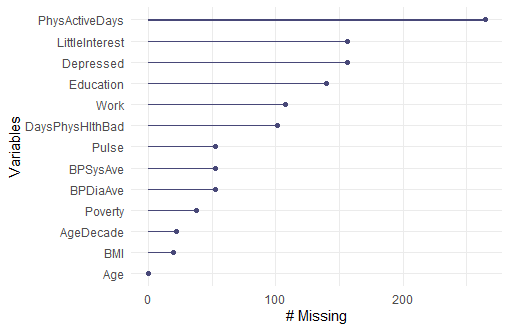 PhysActiveDays
LittleInterest
Depressed
Education
Work
DaysPhysHlthBad
Pulse
BPSysAve
BPDiaAve
Poverty
AgeDecade
BMI
Age
Variables
0 100 200
# Missing